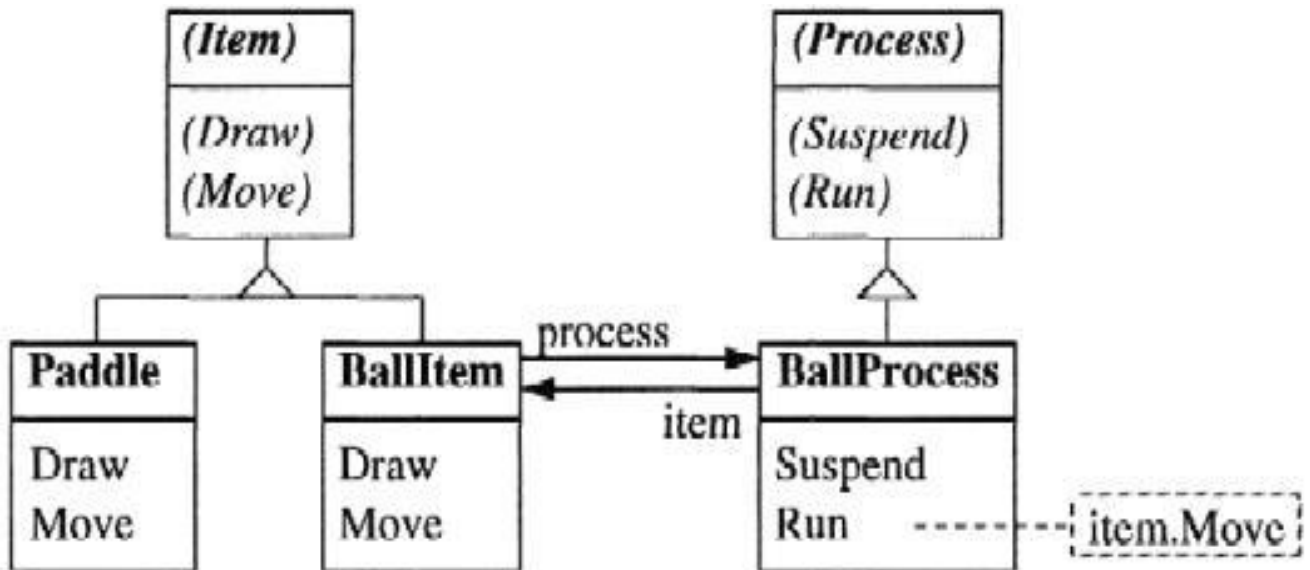 (Item)
(Draw)
(Move)
(Process)
(Suspend)
(Run)
Paddle
Draw
Move
BallItem
Draw
Move
process
item
BallProcess
Suspend
Run
item.Move